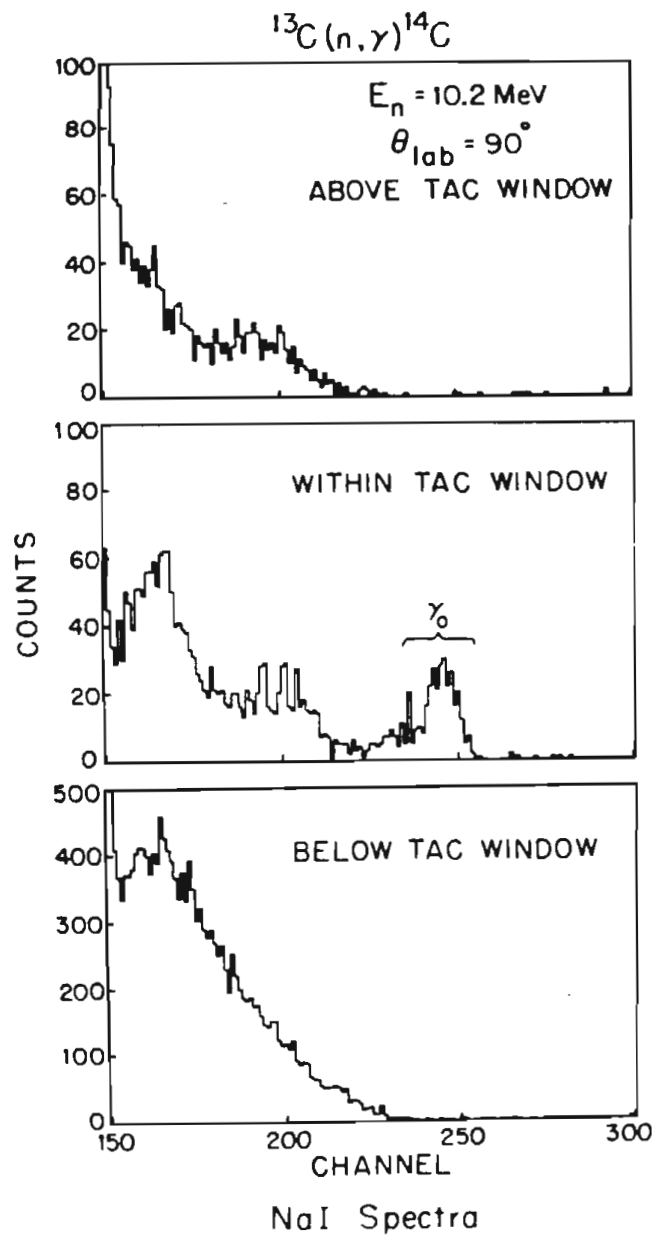 ¹³C(n,γ)¹⁴C
100
80
60
40
20
0
Eₙ = 10.2 MeV
θlab = 90°
ABOVE TAC WINDOW
100
80
60
40
20
0
WITHIN TAC WINDOW
γ₀
COUNTS
500
400
300
200
100
0
BELOW TAC WINDOW
150 200 250 300
CHANNEL
NaI Spectra